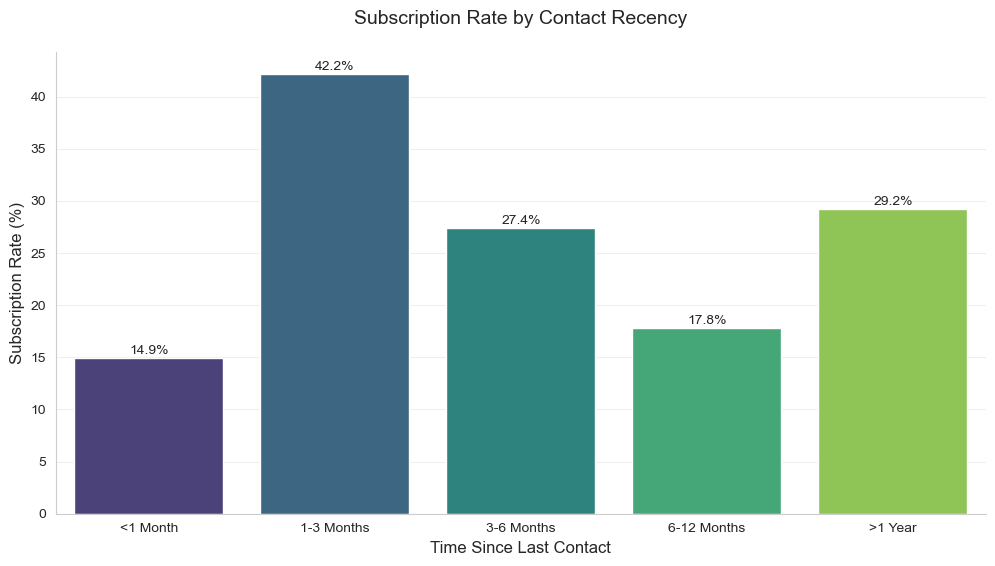 Subscription Rate by Contact Recency
Subscription Rate (%)
40
35
30
25
20
15
10
5
0
14.9%
42.2%
27.4%
17.8%
29.2%
<1 Month
1-3 Months
3-6 Months
6-12 Months
>1 Year
Time Since Last Contact